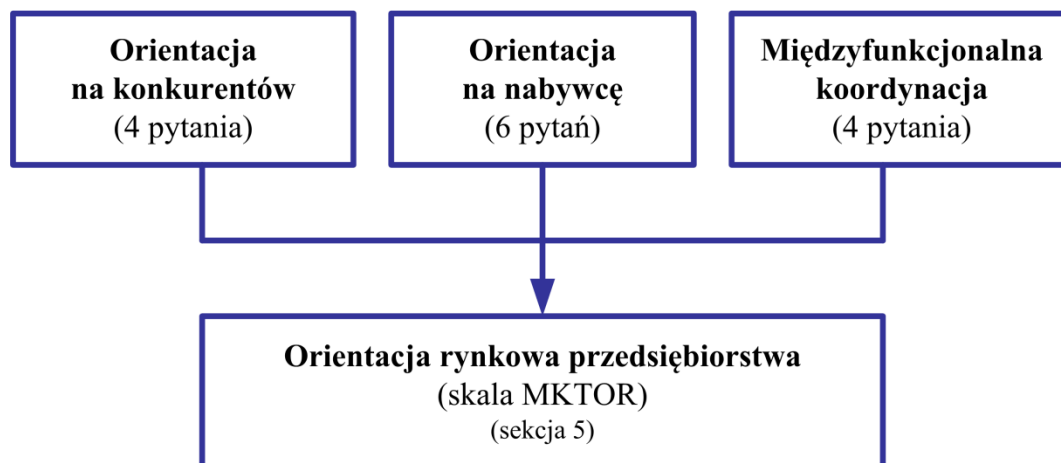 Orientacja
na konkurentów
(4 pytania)
Orientacja
na nabywcę
(6 pytań)
Międzyfunkcjonalna
koordynacja
(4 pytania)
Orientacja rynkowa przedsiębiorstwa
(skala MKTOR)
(sekcja 5)